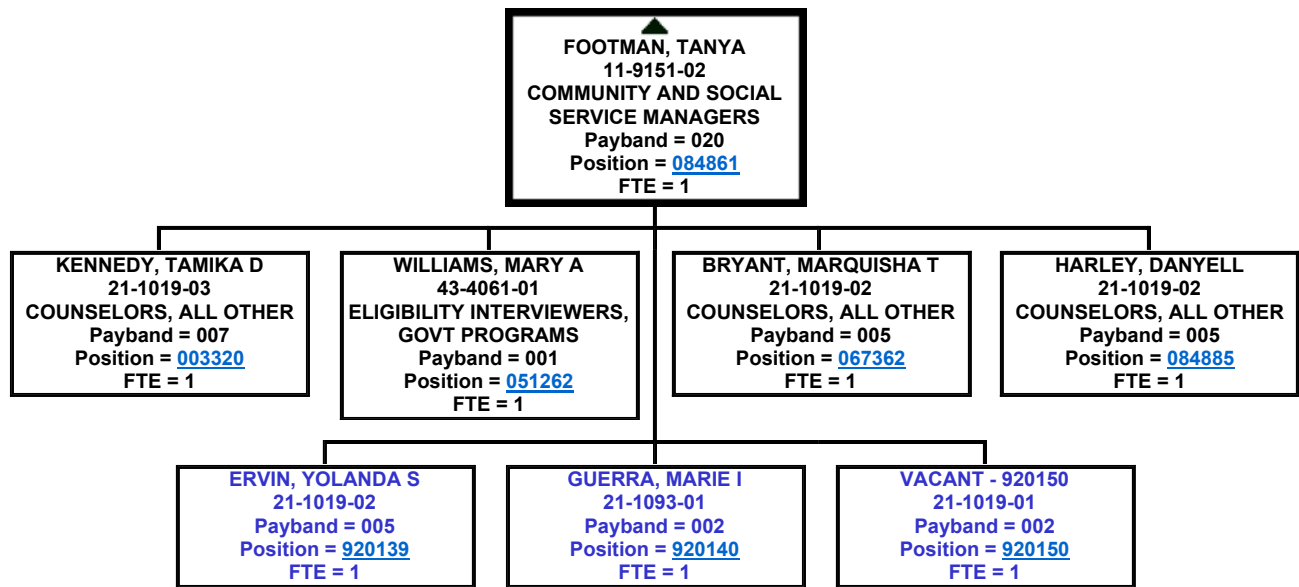 FOOTMAN, TANYA
11-9151-02
COMMUNITY AND SOCIAL
SERVICE MANAGERS
Payband = 020
Position = 084861
FTE = 1
KENNEDY, TAMIKA D
21-1019-03
COUNSELORS, ALL OTHER
Payband = 007
Position = 003320
FTE = 1
WILLIAMS, MARY A
43-4061-01
ELIGIBILITY INTERVIEWERS,
GOVT PROGRAMS
Payband = 001
Position = 051262
FTE = 1
BRYANT, MARQUISHA T
21-1019-02
COUNSELORS, ALL OTHER
Payband = 005
Position = 067362
FTE = 1
HARLEY, DANYELL
21-1019-02
COUNSELORS, ALL OTHER
Payband = 005
Position = 084885
FTE = 1
ERVIN, YOLANDA S
21-1019-02
Payband = 005
Position = 920139
FTE = 1
GUERRA, MARIE I
21-1093-01
Payband = 002
Position = 920140
FTE = 1
VACANT - 920150
21-1019-01
Payband = 002
Position = 920150
FTE = 1